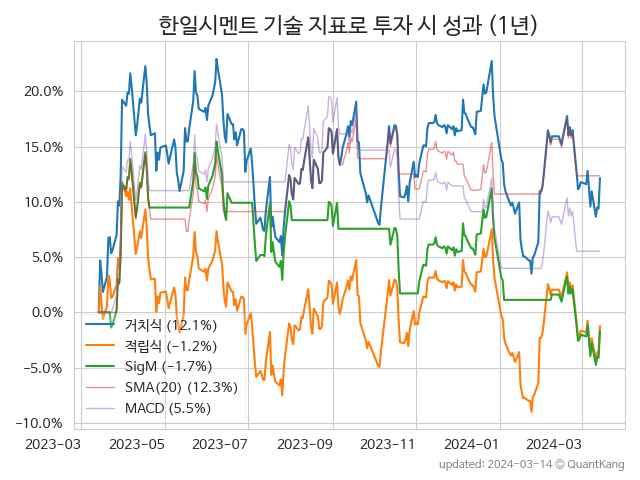 한일시멘트 기술 지표로 투자 시 성과 (1년)
20.0%
15.0%
10.0%
5.0%
0.0%
−5.0%
−10.0%
거치식 (12.1%)
적립식 (−1.2%)
SigM (−1.7%)
SMA(20) (12.3%)
MACD (5.5%)
2023-03 2023-05 2023-07 2023-09 2023-11 2024-01 2024-03
updated: 2024-03-14 ⓒ QuantKang